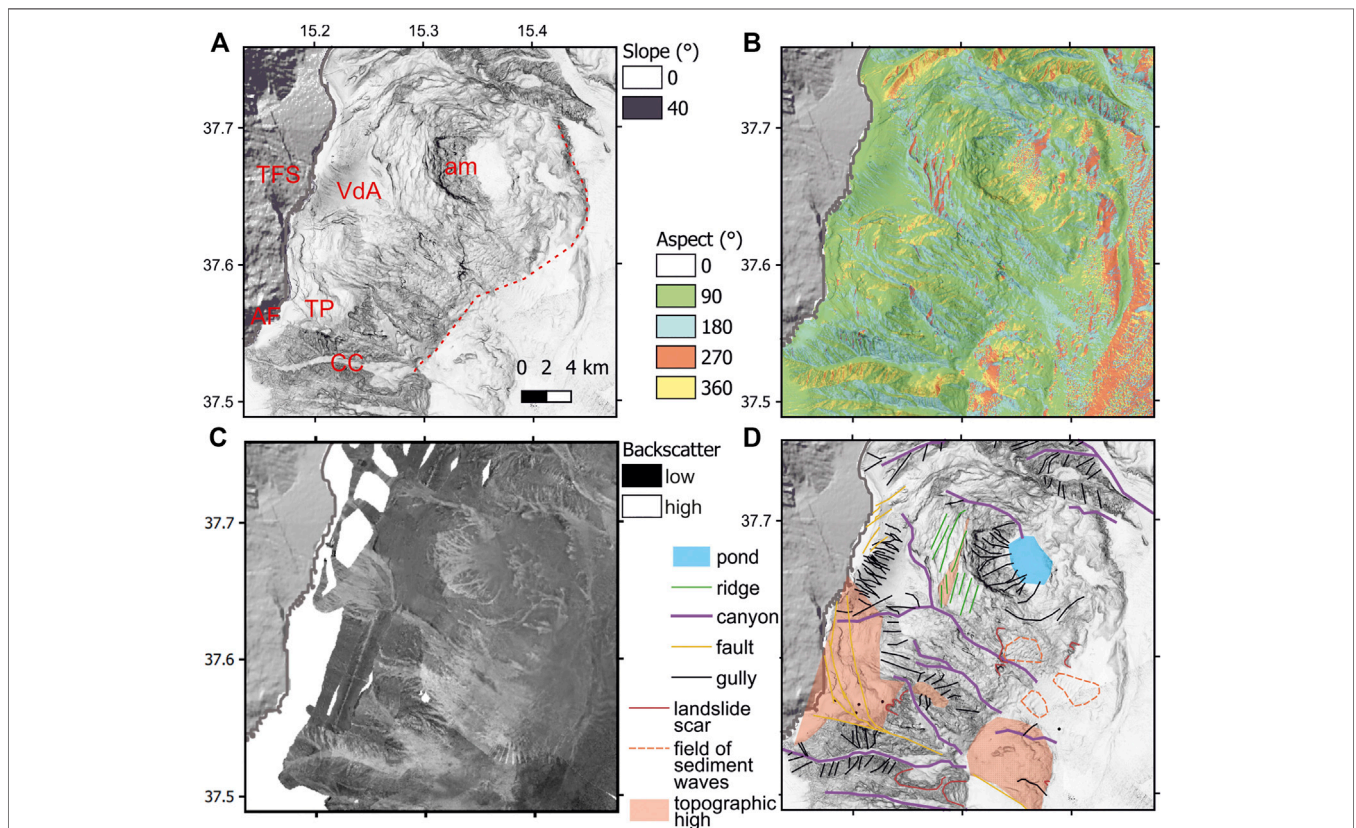 A
15.2
15.3
15.4
Slope (°)
0
40
B
37.7
37.6
37.5
TFS
VdA
am
AF
TP
CC
0 2 4 km
Aspect (°)
0
90
180
270
360
37.7
37.6
37.5
C
Backscatter
low
high
pond
ridge
canyon
fault
gully
landslide
scar
field of
sediment
waves
topographic
high
D
37.7
37.6
37.5
37.7
37.6
37.5